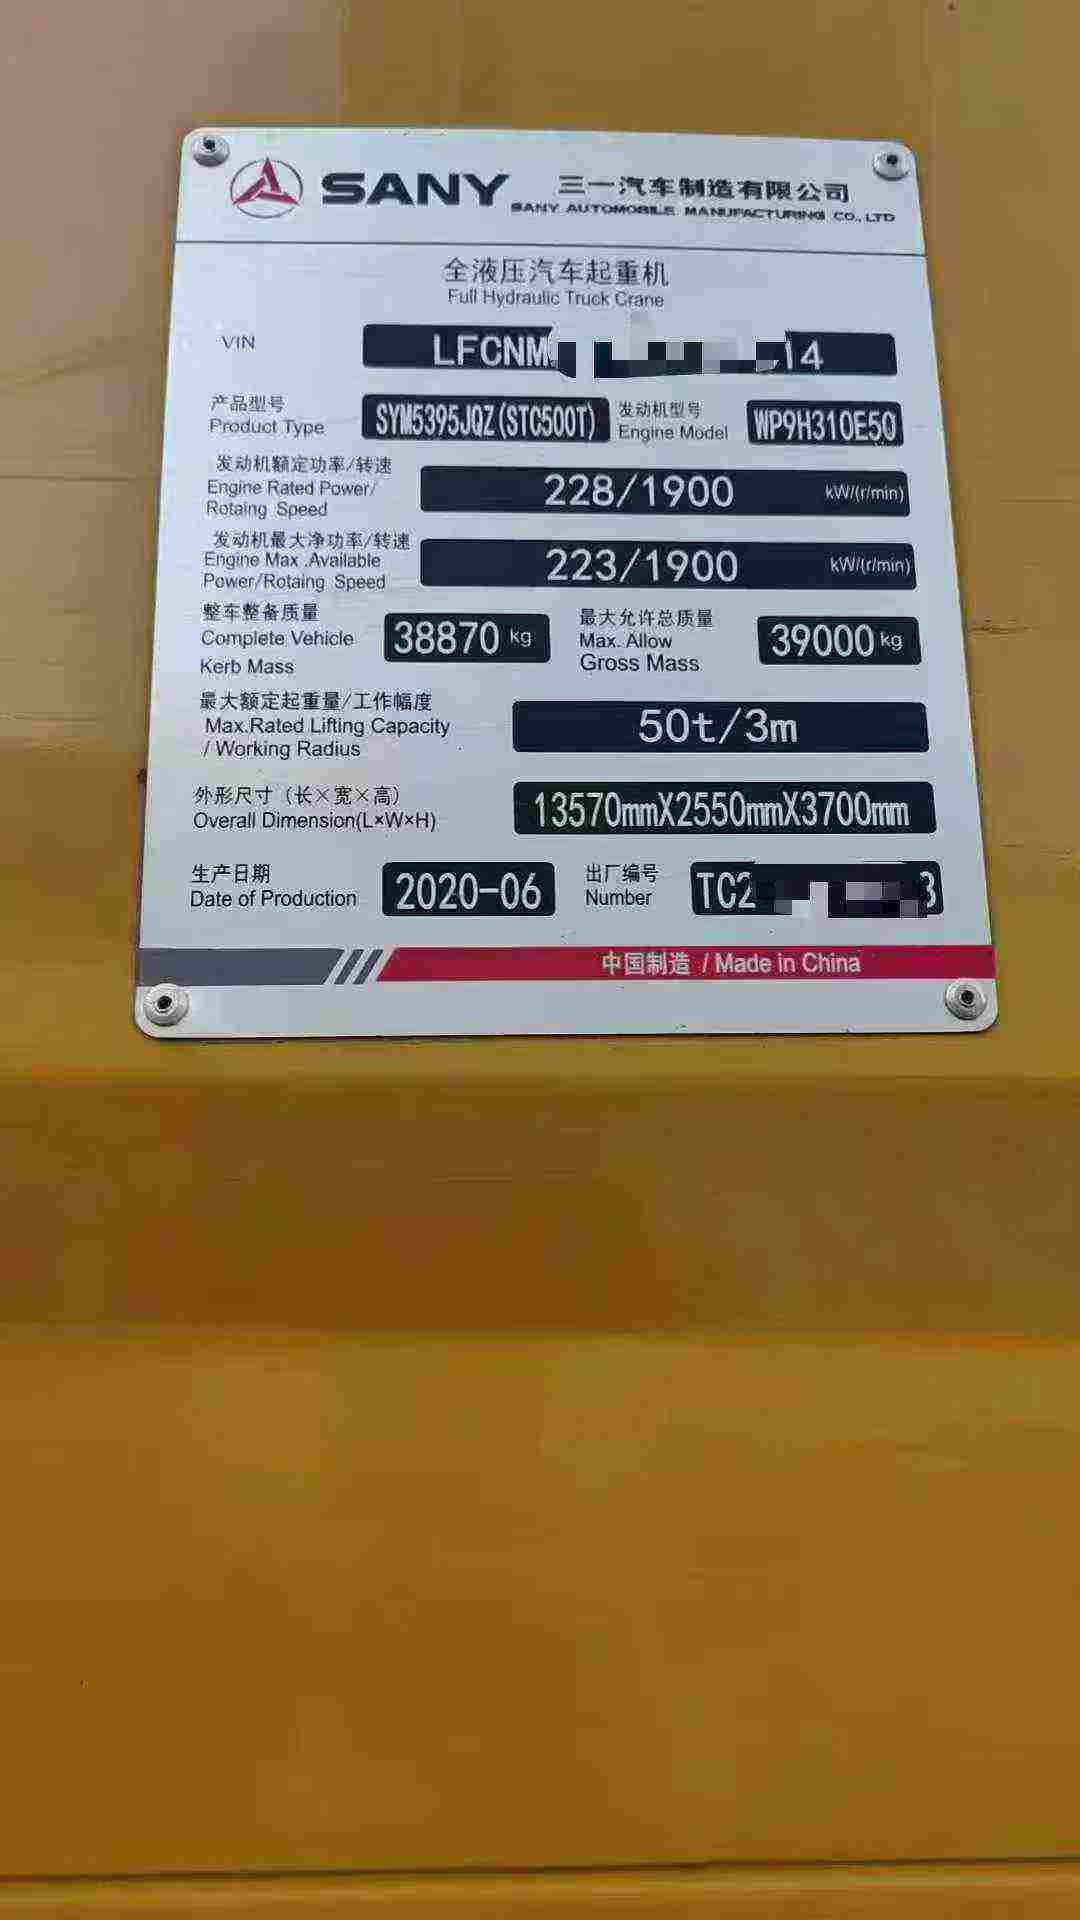 SANY 三一汽车制造有限公司
SANY AUTOMOBILE MANUFACTURING CO., LTD
全液压汽车起重机
Full Hydraulic Truck Crane
VIN LFCNM 14
产品型号 SYM5395JQZ(STC500T) 发动机型号 WP9H310E50
Product Type Engine Model
发动机额定功率/转速
Engine Rated Power/ 228/1900 kW/(r/min)
Rotaing Speed
发动机最大净功率/转速
Engine Max .Available 223/1900 kW/(r/min)
Power/Rotaing Speed
整车整备质量 最大允许总质量
Complete Vehicle 38870 kg Max. Allow 39000 kg
Kerb Mass Gross Mass
最大额定起重量/工作幅度
Max.Rated Lifting Capacity 50t/3m
/ Working Radius
外形尺寸（长×宽×高） 13570mmX2550mmX3700mm
Overall Dimension(L×W×H)
生产日期 2020-06 出厂编号 TC2 3
Date of Production Number
中国制造 / Made in China